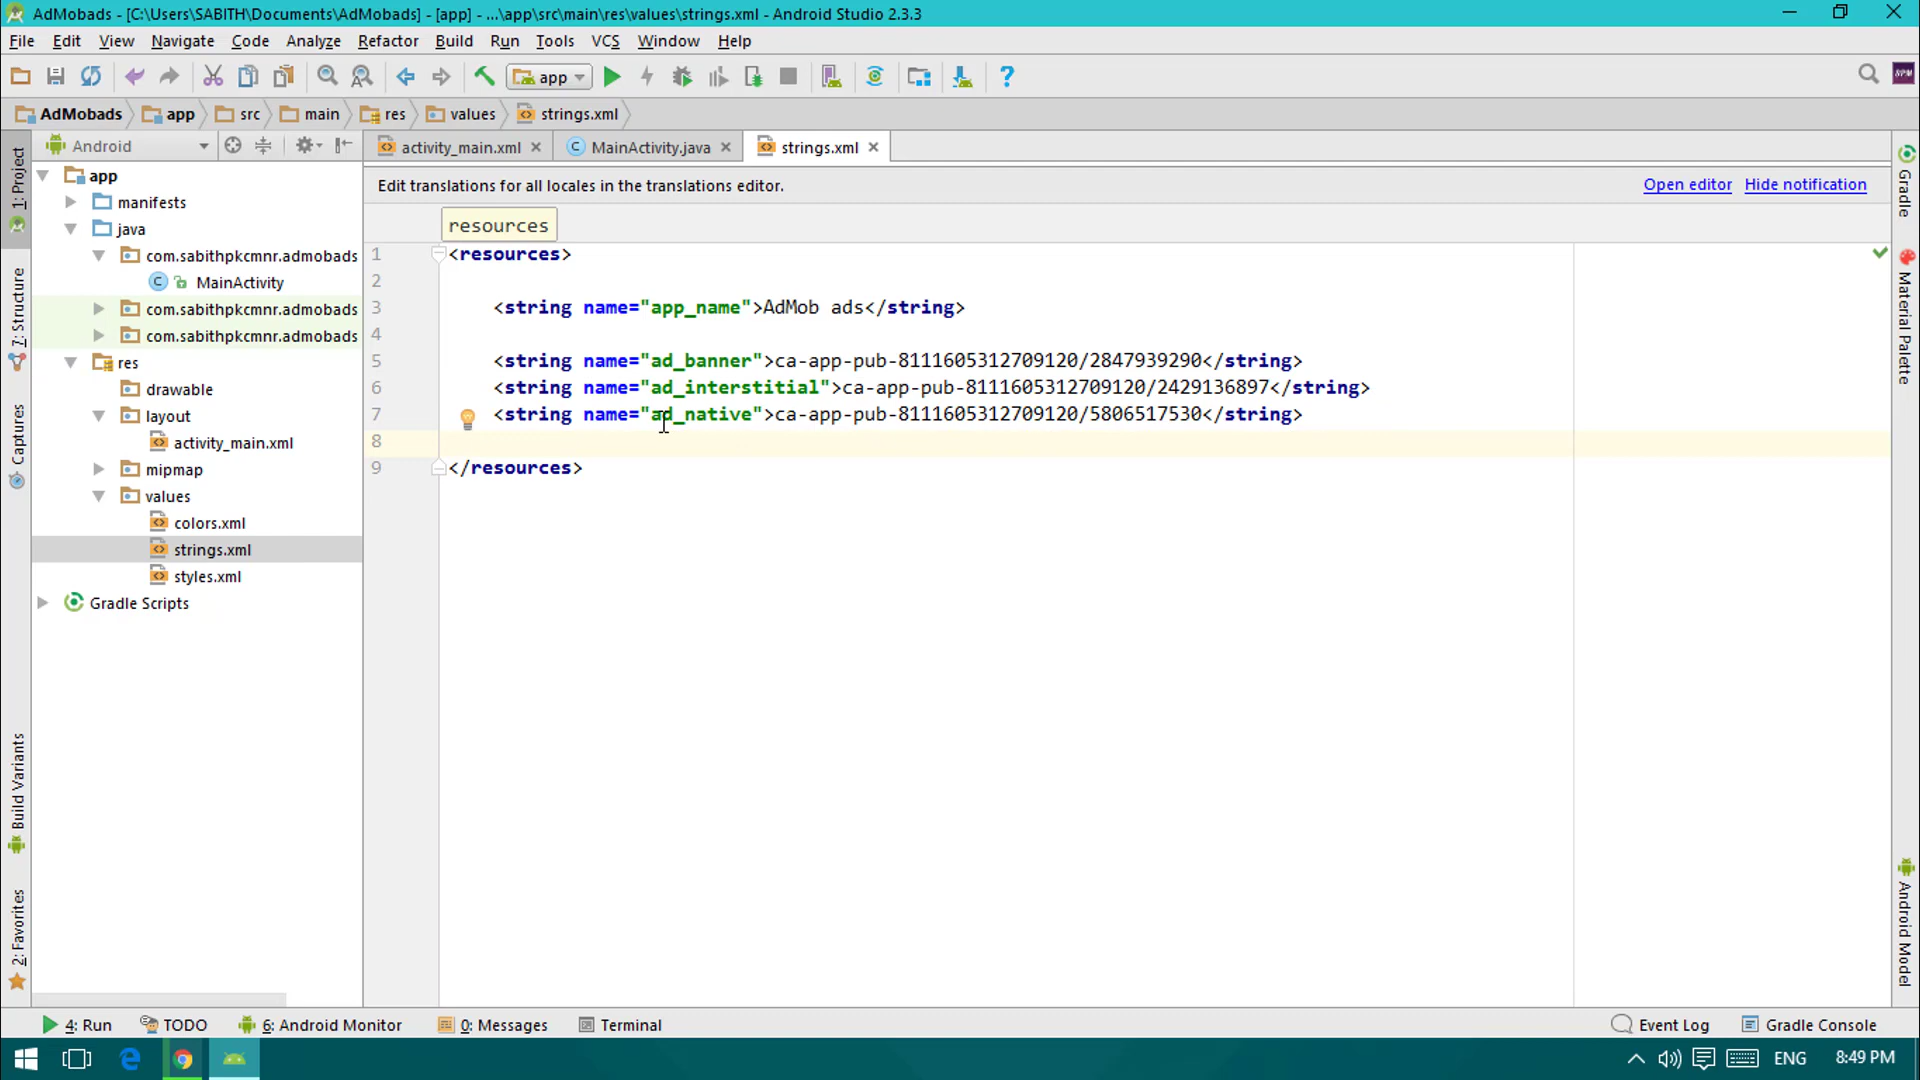 AdMobads - [C:\Users\SABITH\Documents\AdMobads] - [app] - ...\app\src\main\res\values\strings.xml - Android Studio 2.3.3
File Edit View Navigate Code Analyze Refactor Build Run Tools VCS Window Help
app
AdMobads app src main res values strings.xml
Android
activity_main.xml MainActivity.java strings.xml
Edit translations for all locales in the translations editor. Open editor Hide notification
resources
app
manifests
java
com.sabithpkcmnr.admobads
MainActivity
com.sabithpkcmnr.admobads
com.sabithpkcmnr.admobads
res
drawable
layout
activity_main.xml
mipmap
values
colors.xml
strings.xml
styles.xml
Gradle Scripts
1 <resources>
2
3 <string name="app_name">AdMob ads</string>
4
5 <string name="ad_banner">ca-app-pub-8111605312709120/2847939290</string>
6 <string name="ad_interstitial">ca-app-pub-8111605312709120/2429136897</string>
7 <string name="ad_native">ca-app-pub-8111605312709120/5806517530</string>
8
9 </resources>
1: Project
7: Structure
Captures
Build Variants
2: Favorites
Gradle
Material Palette
Android Model
4: Run TODO 6: Android Monitor 0: Messages Terminal Event Log Gradle Console
ENG 8:49 PM